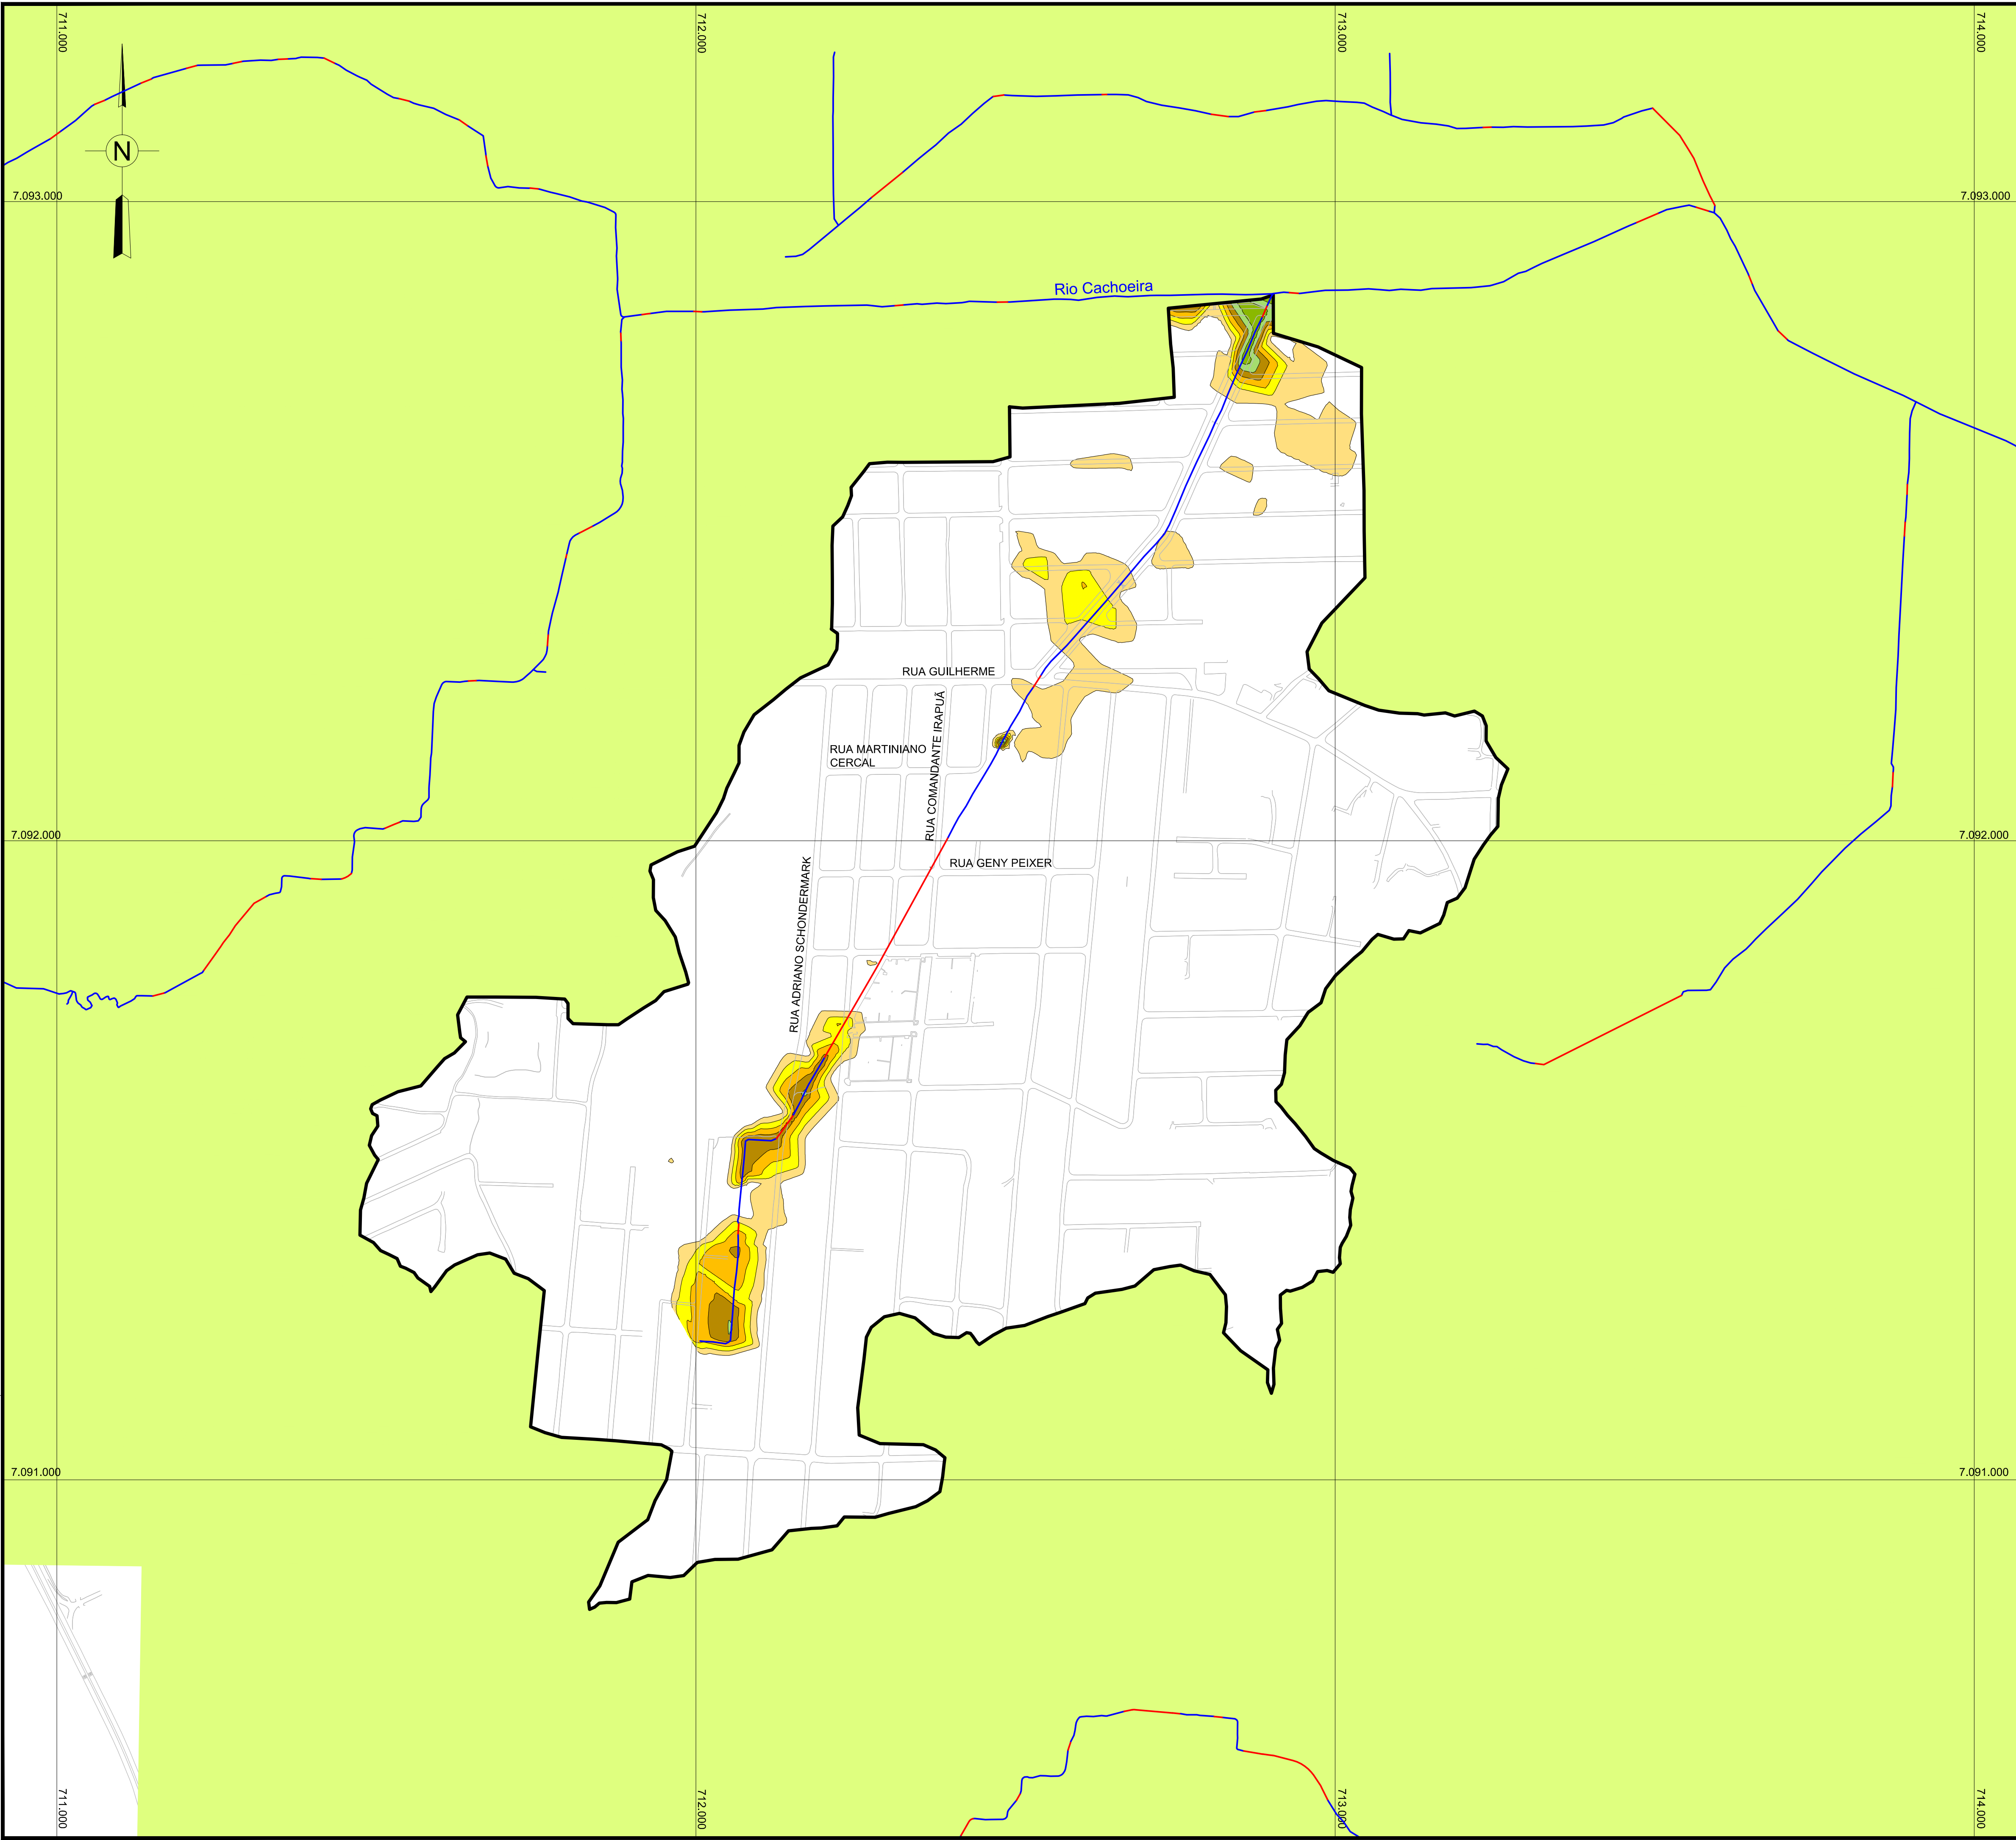 711.000
712.000
713.000
714.000
N
7.093.000
7.093.000
Rio Cachoeira
RUA GUILHERME
RUA COMANDANTE IRAPUÃ
RUA MARTINIANO
CERCAL
7.092.000
7.092.000
RUA GENY PEIXER
RUA ADRIANO SCHONDERMARK
7.091.000
7.091.000
711.000
712.000
713.000
714.000